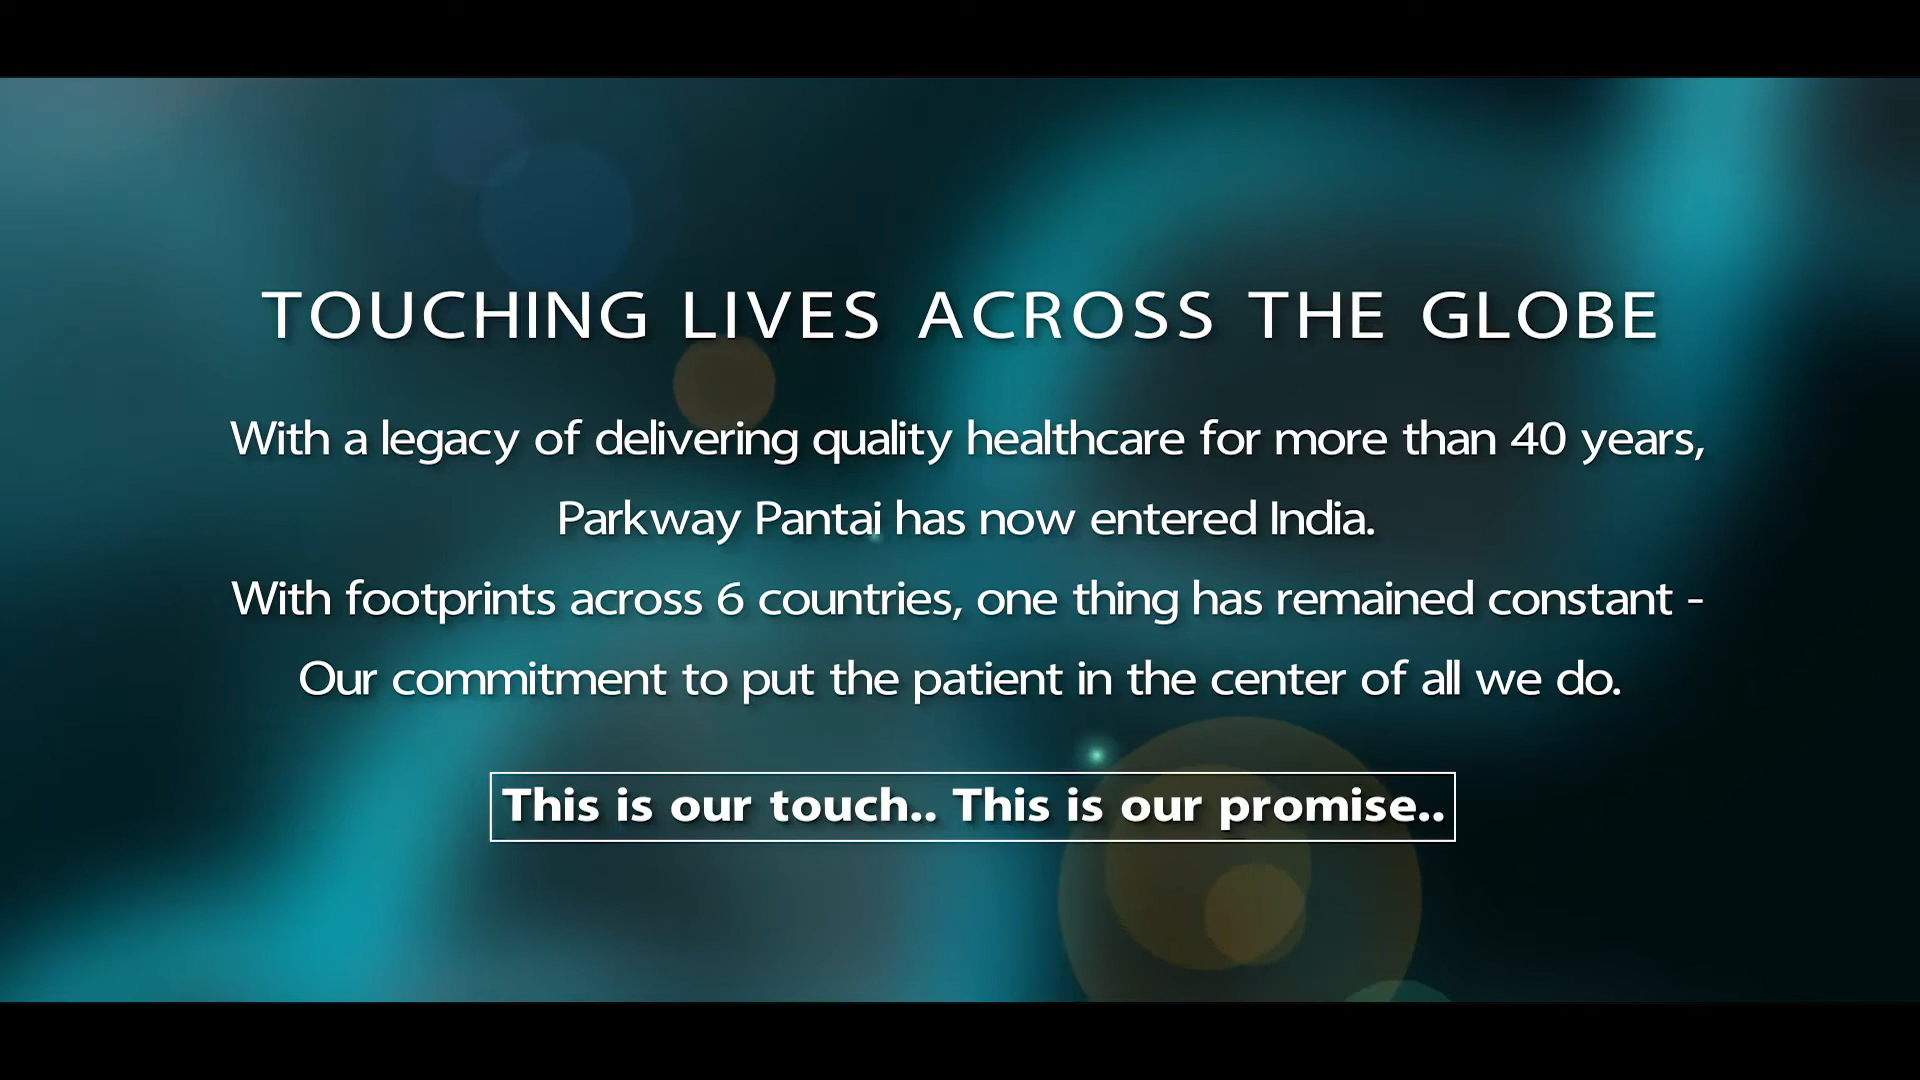 TOUCHING LIVES ACROSS THE GLOBE
With a legacy of delivering quality healthcare for more than 40 years,
Parkway Pantai has now entered India.
With footprints across 6 countries, one thing has remained constant -
Our commitment to put the patient in the center of all we do.
This is our touch.. This is our promise..